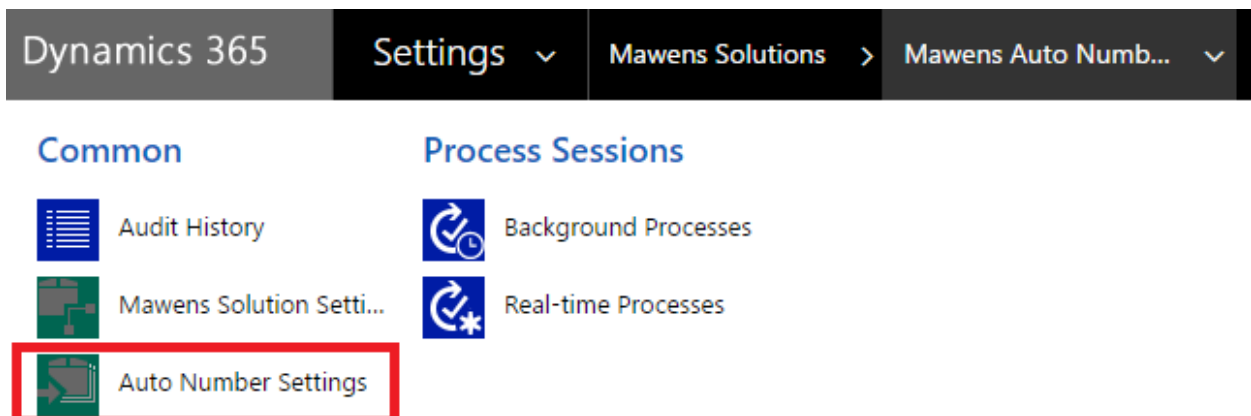 Dynamics 365 Settings Mawens Solutions Mawens Auto Numb...
Common
Process Sessions
Audit History
Background Processes
Mawens Solution Setti...
Real-time Processes
Auto Number Settings